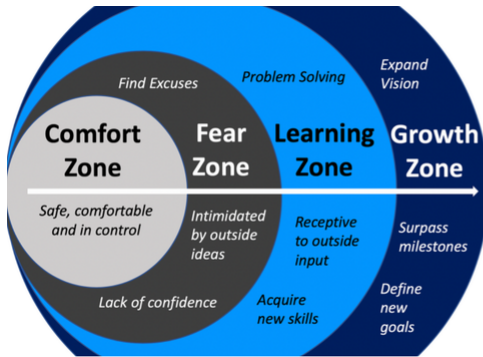 Expand
Vision
Problem Solving
Find Excuses
Comfort
Zone
Fear
Zone
Learning
Zone
Growth
Zone
Safe, comfortable
and in control
Intimidated
by outside
ideas
Receptive
to outside
input
Surpass
milestones
Lack of confidence
Acquire
new skills
Define
new
goals